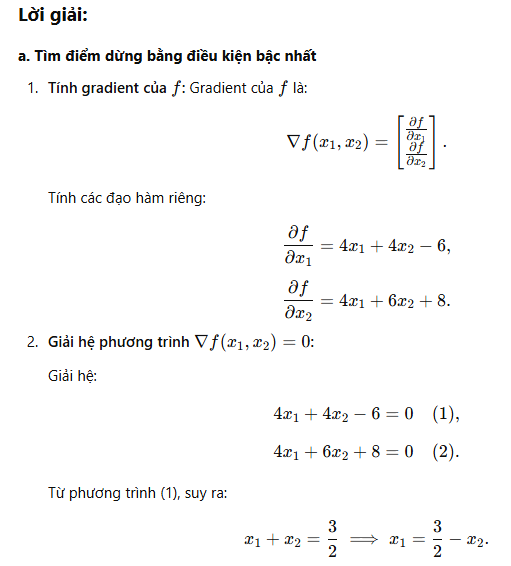 Lời giải:
a. Tìm điểm dừng bằng điều kiện bậc nhất
1. Tính gradient của f: Gradient của f là:
∇f(x₁, x₂) = [∂f/∂x₁ ∂f/∂x₂].
Tính các đạo hàm riêng:
∂f/∂x₁ = 4x₁ + 4x₂ − 6,
∂f/∂x₂ = 4x₁ + 6x₂ + 8.
2. Giải hệ phương trình ∇f(x₁, x₂) = 0:
Giải hệ:
4x₁ + 4x₂ − 6 = 0 (1),
4x₁ + 6x₂ + 8 = 0 (2).
Từ phương trình (1), suy ra:
x₁ + x₂ = 3/2 ⟹ x₁ = 3/2 − x₂.